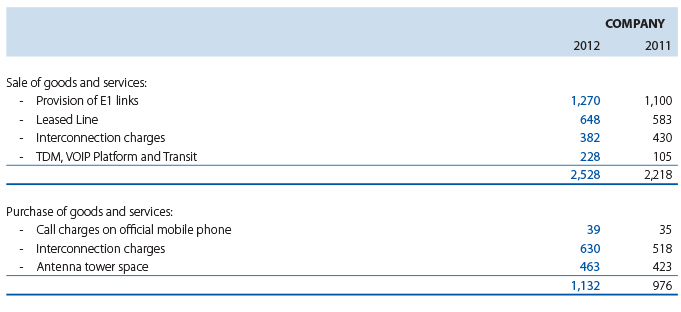 COMPANY
2012 2011
Sale of goods and services:
- Provision of E1 links 1,270 1,100
- Leased Line 648 583
- Interconnection charges 382 430
- TDM, VOIP Platform and Transit 228 105
2,528 2,218
Purchase of goods and services:
- Call charges on official mobile phone 39 35
- Interconnection charges 630 518
- Antenna tower space 463 423
1,132 976